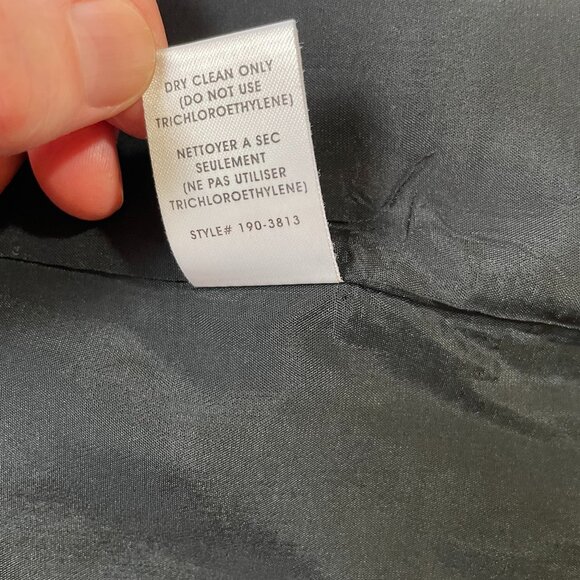 DRY CLEAN ONLY
(DO NOT USE
TRICHLOROETHYLENE)
NETTOYER A SEC
SEULEMENT
(NE PAS UTILISER
TRICHLOROETHYLENE)
STYLE# 190-3813